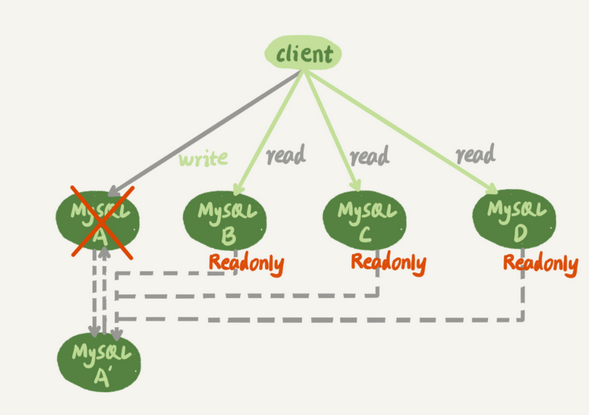 client
write
read
read
read
MySQL
A
MySQL
B
MySQL
C
MySQL
D
Readonly
Readonly
Readonly
MySQL
A'